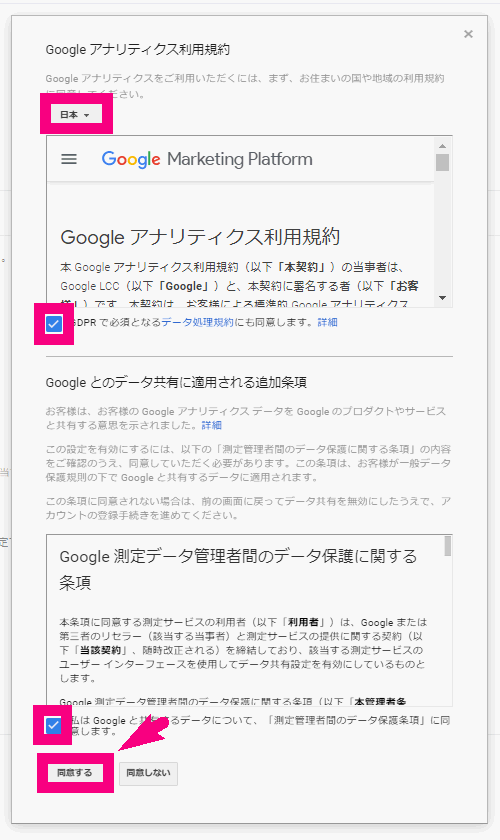 Google アナリティクス利用規約
Google アナリティクスをご利用いただくには、まず、お住まいの国や地域の利用規約
に同意してください。
日本
Google Marketing Platform
Google アナリティクス利用規約
本 Google アナリティクス利用規約（以下「本契約」）の当事者は、
Google LCC（以下「Google」）と、本契約に署名する者（以下「お客
様」）です。本契約は、お客様による標準的 Google アナリティクス
GDPR で必須となるデータ処理規約にも同意します。詳細
Google とのデータ共有に適用される追加条項
お客様は、お客様の Google アナリティクス データを Google のプロダクトやサービス
と共有する意思を示されました。詳細
この設定を有効にするには、以下の「測定管理者間のデータ保護に関する条項」の内容
をご確認のうえ、同意していただく必要があります。この条項は、お客様が一般データ
保護規則の下で Google と共有するデータに適用されます。
この条項に同意されない場合は、前の画面に戻ってデータ共有を無効にしたうえで、ア
カウントの登録手続きを進めてください。
Google 測定データ管理者間のデータ保護に関する
条項
本条項に同意する測定サービスの利用者（以下「利用者」）は、Google または
第三者のリセラー（該当する当事者）と測定サービスの提供に関する契約（以
下「当該契約」、随時改正される）を締結しており、該当する測定サービスの
ユーザー インターフェースを使用してデータ共有設定を有効にしているものと
します。
Google 測定データ管理者間のデータ保護に関する条項（以下「本管理者条
私は Google と共有するデータについて、「測定管理者間のデータ保護条項」に同
意します。
同意する
同意しない